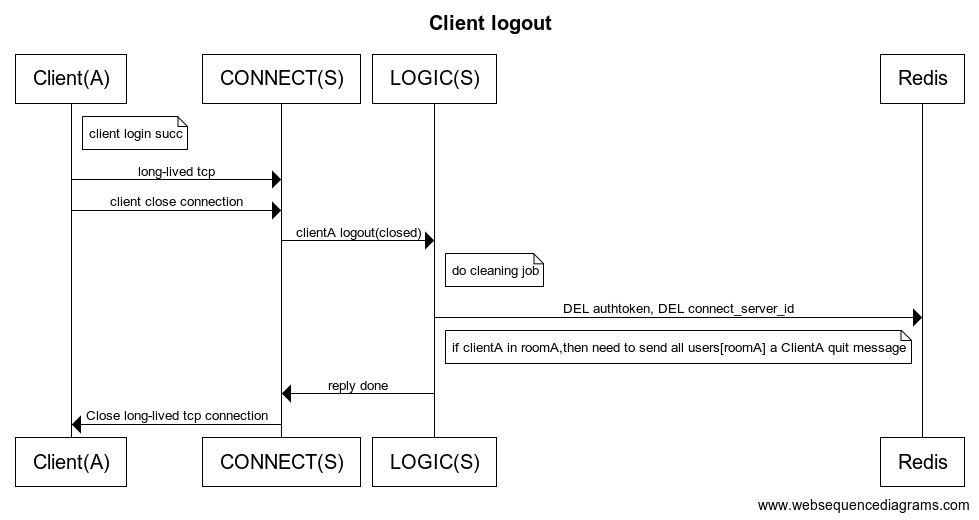 Client logout
Client(A)
CONNECT(S)
LOGIC(S)
Redis
client login succ
long-lived tcp
client close connection
clientA logout(closed)
do cleaning job
DEL authtoken, DEL connect_server_id
if clientA in roomA,then need to send all users[roomA] a ClientA quit message
reply done
Close long-lived tcp connection
Client(A)
CONNECT(S)
LOGIC(S)
Redis
www.websequencediagrams.com